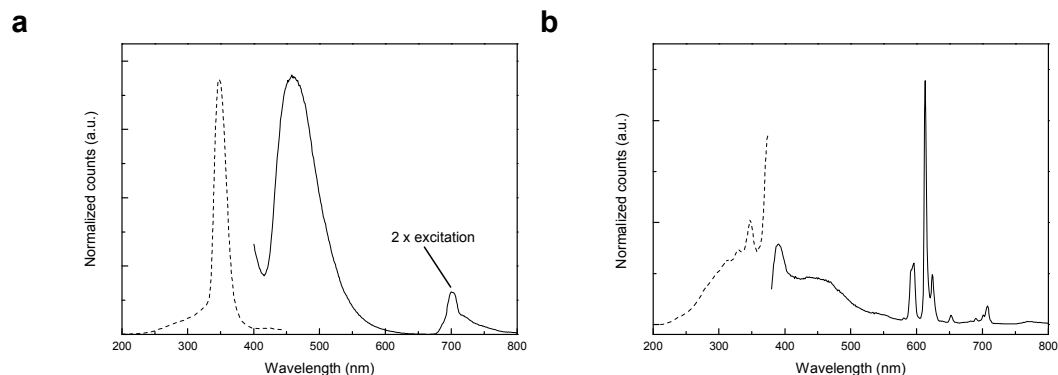 a
Normalized counts (a.u.)
2 x excitation
200 300 400 500 600 700 800
Wavelength (nm)
b
Normalized counts (a.u.)
200 300 400 500 600 700 800
Wavelength (nm)